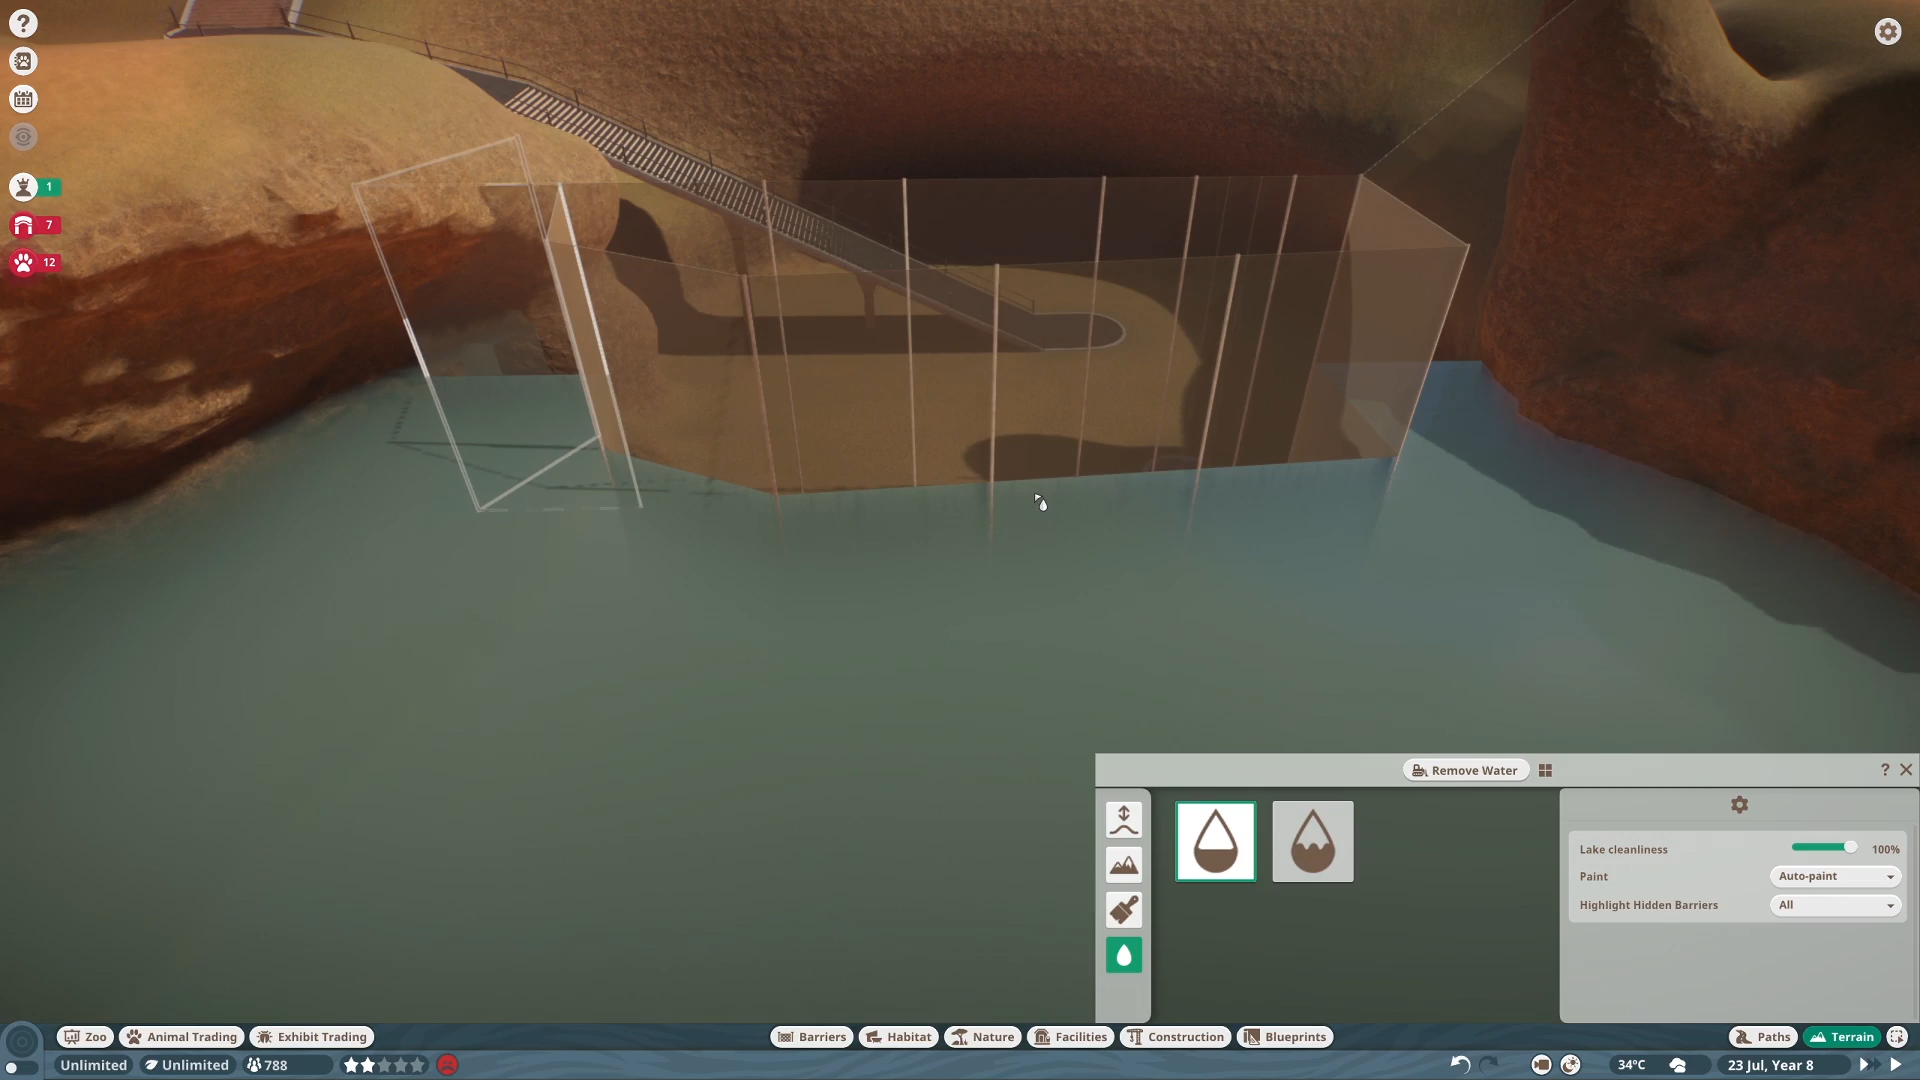 ?
1
7
12
Remove Water
?
Lake cleanliness 100%
Paint Auto-paint
Highlight Hidden Barriers All
Zoo Animal Trading Exhibit Trading Barriers Habitat Nature Facilities Construction Blueprints Paths Terrain
Unlimited Unlimited 788 34°C 23 Jul, Year 8